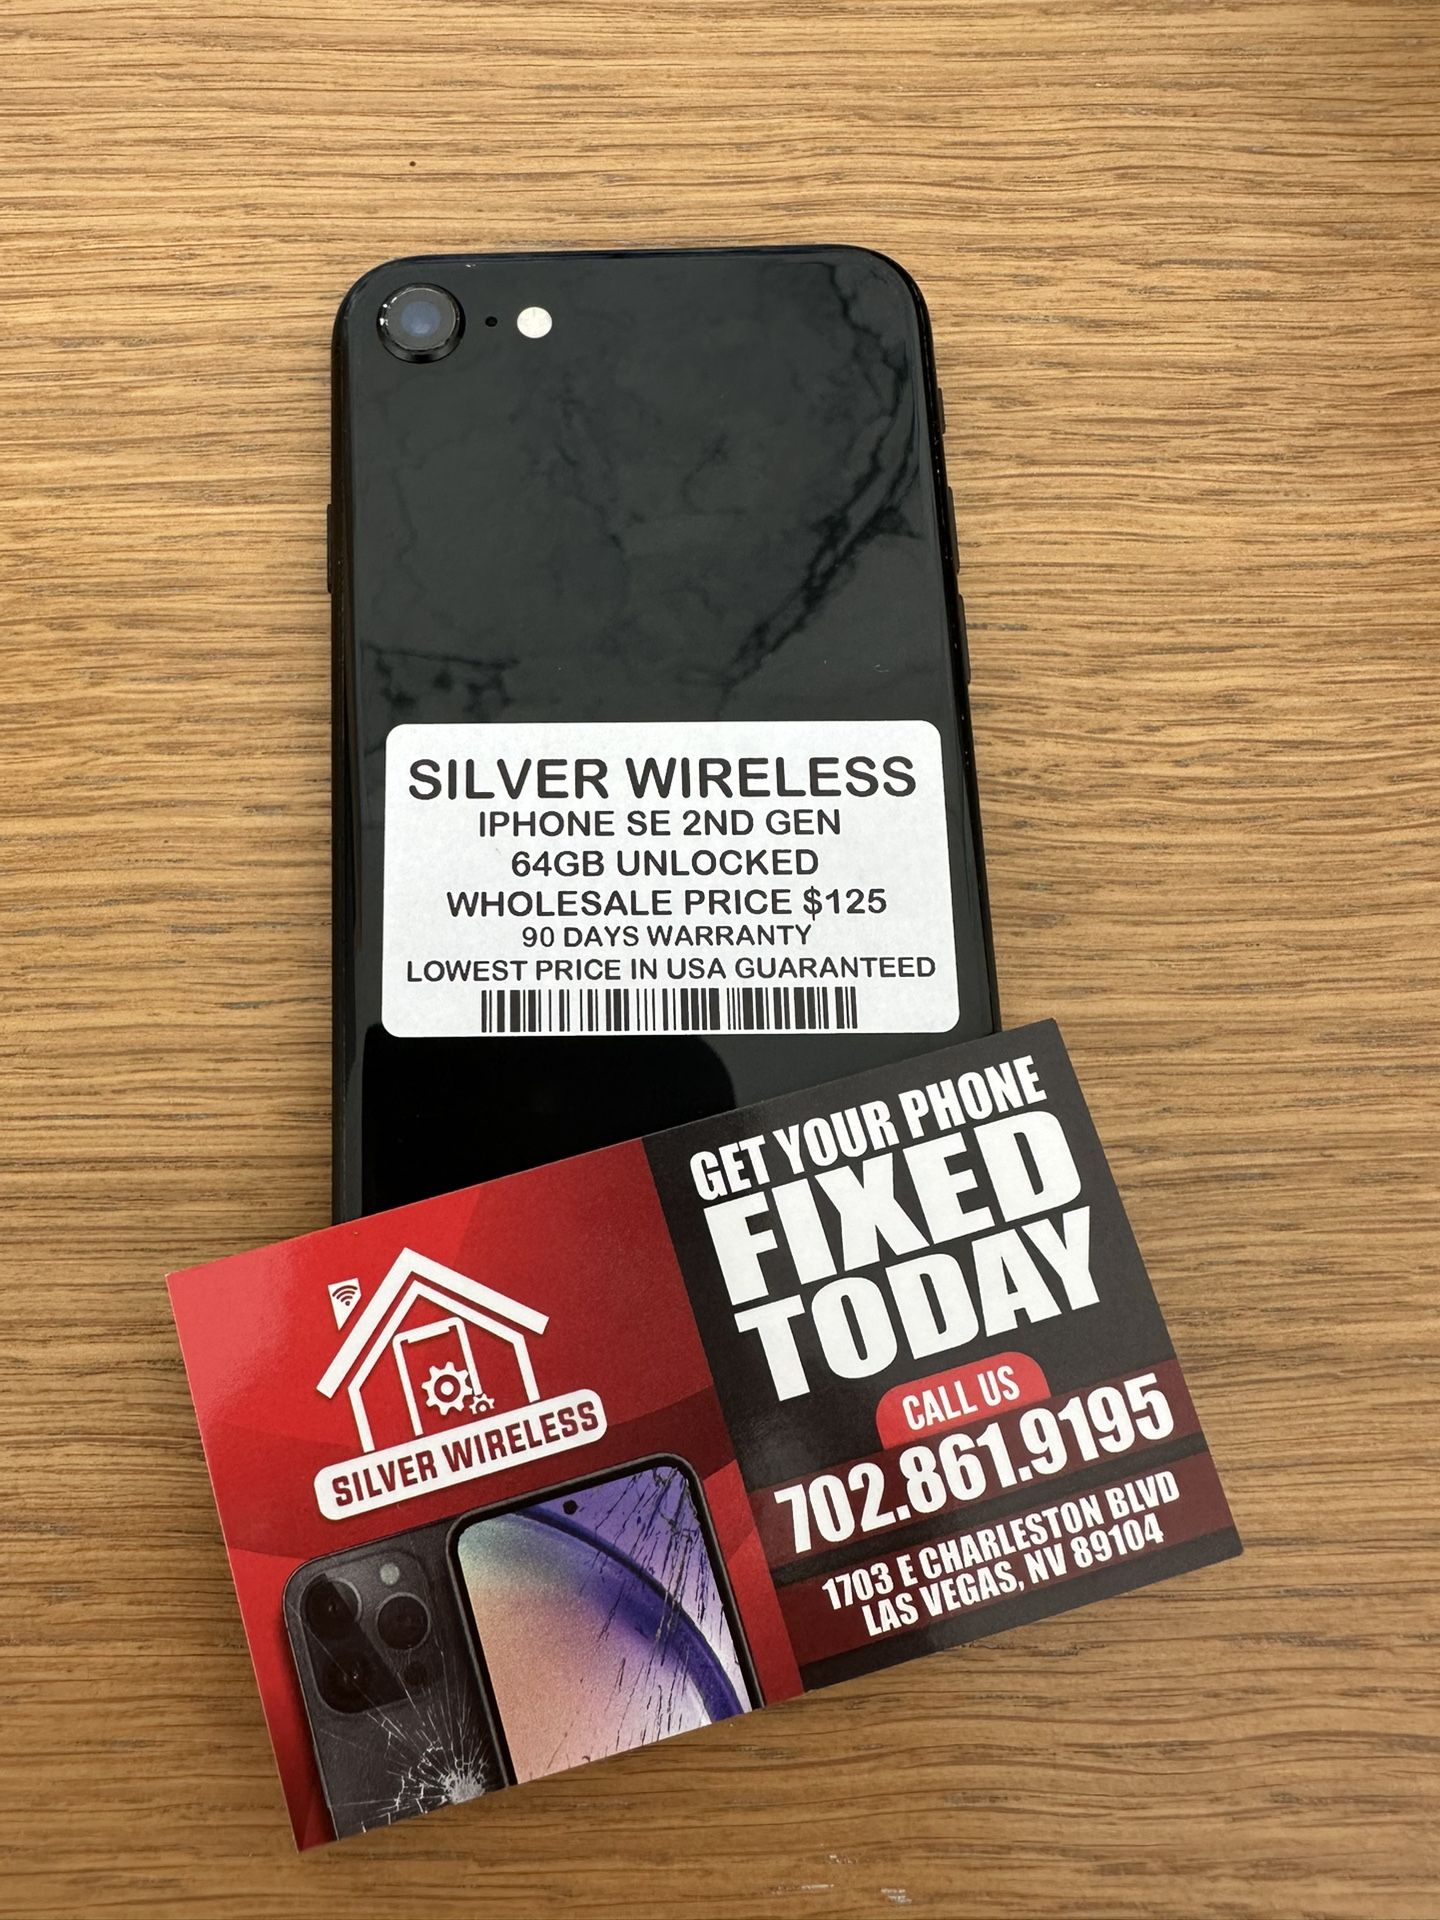 SILVER WIRELESS
IPHONE SE 2ND GEN
64GB UNLOCKED
WHOLESALE PRICE $125
90 DAYS WARRANTY
LOWEST PRICE IN USA GUARANTEED
SILVER WIRELESS
GET YOUR PHONE
FIXED
TODAY
CALL US
702.861.9195
1703 E CHARLESTON BLVD
LAS VEGAS, NV 89104